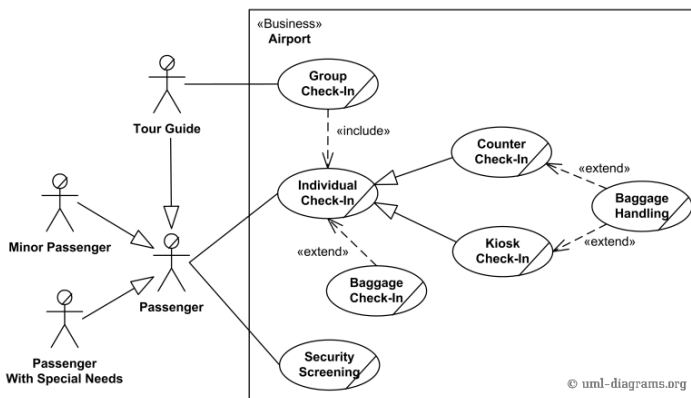 «Business»
Airport
Group
Check-In
Tour Guide
«include»
Counter
Check-In
«extend»
Individual
Check-In
Baggage
Handling
Minor Passenger
«extend»
Kiosk
Check-In
«extend»
Passenger
Baggage
Check-In
Passenger
With Special Needs
Security
Screening
© uml-diagrams.org